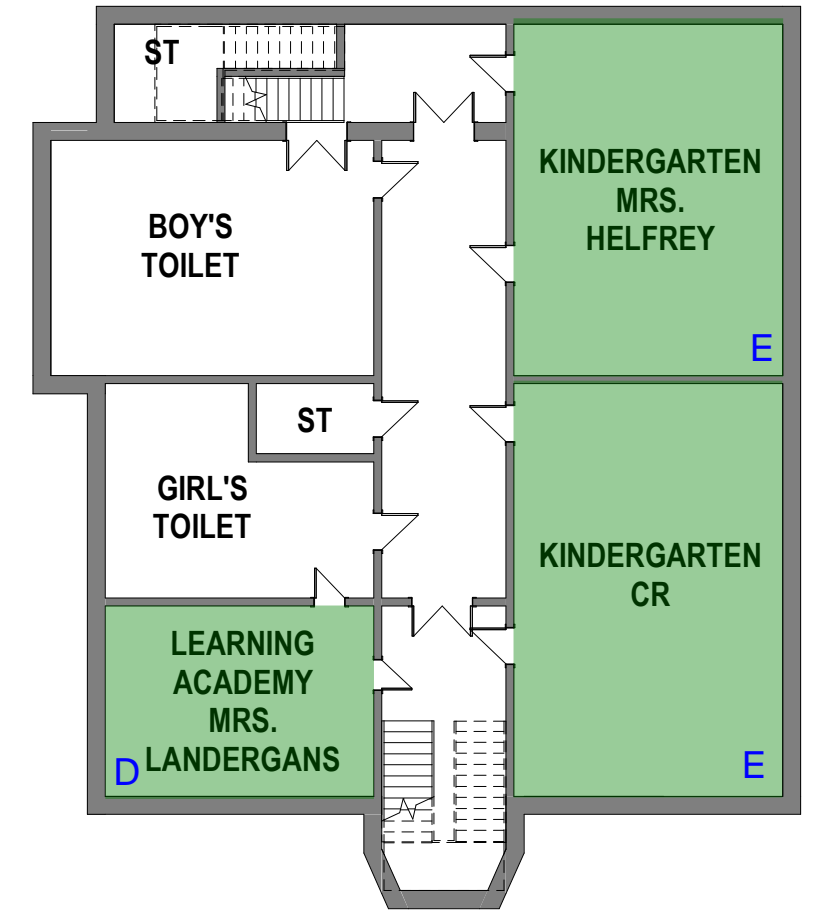 ST
KINDERGARTEN
MRS.
HELFREY
E
BOY'S
TOILET
ST
GIRL'S
TOILET
KINDERGARTEN
CR
E
LEARNING
ACADEMY
MRS.
LANDERGANS
D